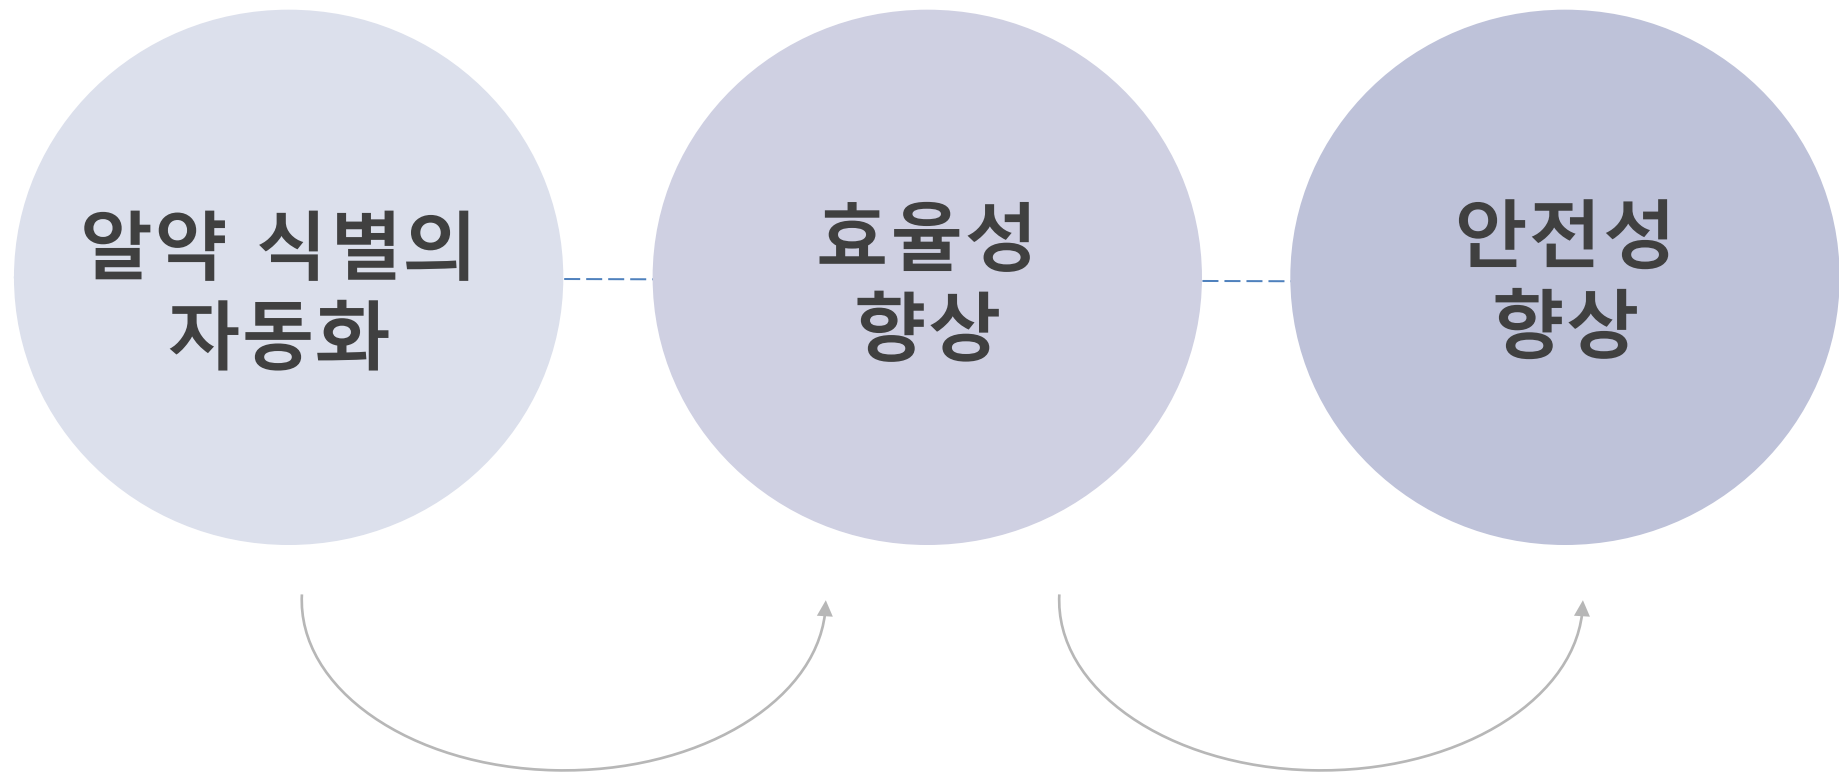 알약 식별의
자동화
효율성
향상
안전성
향상